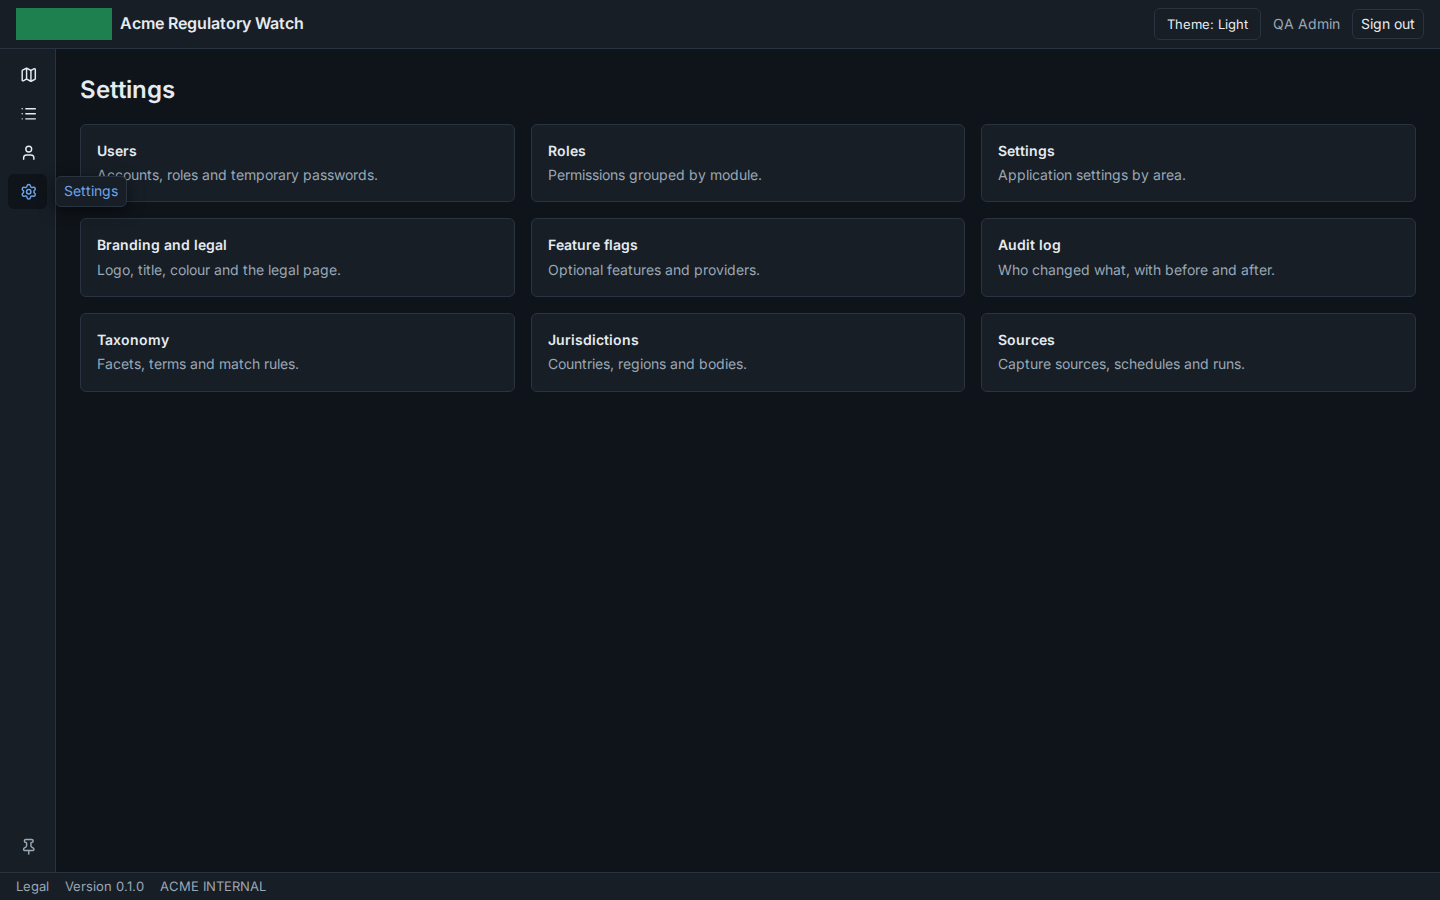 Acme Regulatory Watch
Theme: Light
QA Admin
Sign out
Settings
Users
Accounts, roles and temporary passwords.
Roles
Permissions grouped by module.
Settings
Application settings by area.
Settings
Branding and legal
Logo, title, colour and the legal page.
Feature flags
Optional features and providers.
Audit log
Who changed what, with before and after.
Taxonomy
Facets, terms and match rules.
Jurisdictions
Countries, regions and bodies.
Sources
Capture sources, schedules and runs.
Legal
Version 0.1.0
ACME INTERNAL